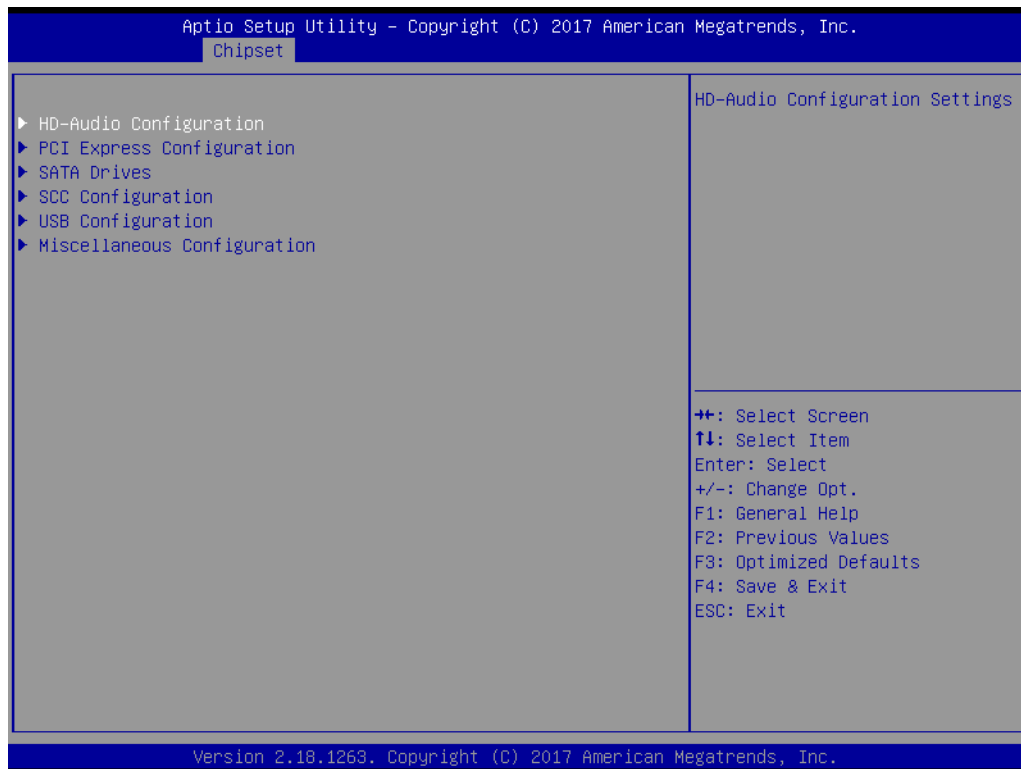 Aptio Setup Utility – Copyright (C) 2017 American Megatrends, Inc.
Chipset
▶ HD-Audio Configuration
▶ PCI Express Configuration
▶ SATA Drives
▶ SCC Configuration
▶ USB Configuration
▶ Miscellaneous Configuration
HD-Audio Configuration Settings
→←: Select Screen
↑↓: Select Item
Enter: Select
+/-: Change Opt.
F1: General Help
F2: Previous Values
F3: Optimized Defaults
F4: Save & Exit
ESC: Exit
Version 2.18.1263. Copyright (C) 2017 American Megatrends, Inc.